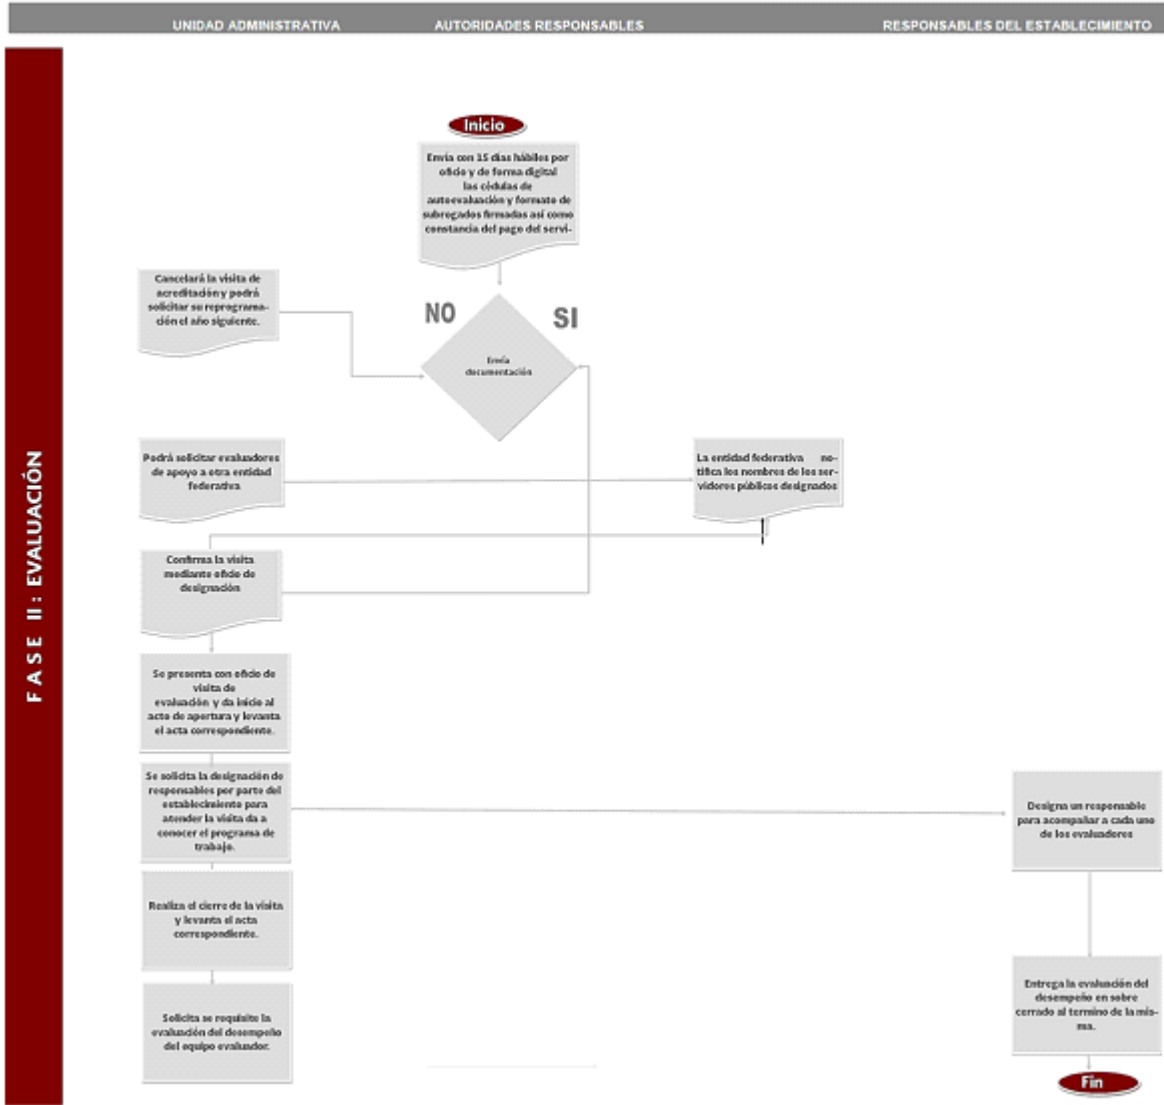 UNIDAD ADMINISTRATIVA
AUTORIDADES RESPONSABLES
RESPONSABLES DEL ESTABLECIMIENTO
FASE II: EVALUACIÓN
Inicio
Envía con 15 días hábiles por
oficio y de forma digital
las cédulas de
autoevaluación y formato de
subrogados firmadas así como
constancia del pago del servi-
Cancelará la visita de
acreditación y podrá
solicitar su reprograma-
ción el año siguiente.
NO
SI
Envía
documentación
Podrá solicitar evaluadores
de apoyo a otra entidad
federativa
La entidad federativa no-
tifica los nombres de los ser-
vidores públicos designados
Confirma la visita
mediante oficio de
designación
Se presenta con oficio de
visita de
evaluación y da inicio al
acto de apertura y levanta
el acta correspondiente.
Se solicita la designación de
responsables por parte del
establecimiento para
atender la visita da a
conocer el programa de
trabajo.
Designa un responsable
para acompañar a cada uno
de los evaluadores
Realiza el cierre de la visita
y levanta el acta
correspondiente.
Entrega la evaluación del
desempeño en sobre
cerrado al termino de la mis-
ma.
Solicita se requisite la
evaluación del desempeño
del equipo evaluador.
Fin